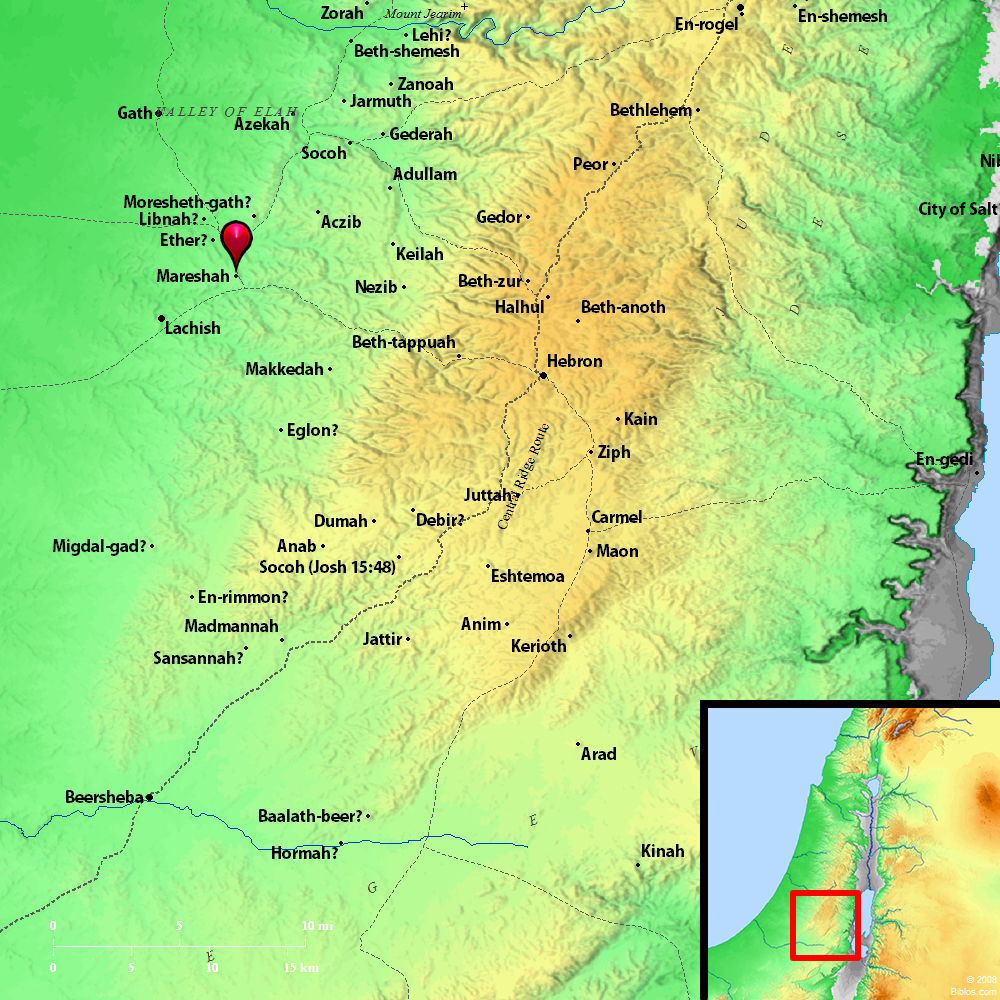 Zorah
Mount Jearim
En-rogel
En-shemesh
Lehi?
Beth-shemesh
Zanoah
Jarmuth
Gath
VALLEY OF ELAH
Azekah
Bethlehem
Gederah
Socoh
Peor
Adullam
Moresheth-gath?
Libnah?
Aczib
Gedor
City of Salt
Nib
Ether?
Keilah
Mareshah
Nezib
Beth-zur
Halhul
Beth-anoth
Lachish
Beth-tappuah
Hebron
Makkedah
Eglon?
Kain
Ziph
En-gedi
Central Ridge Route
Juttah
Dumah
Debir?
Carmel
Migdal-gad?
Anab
Socoh (Josh 15:48)
Maon
Eshtemoa
En-rimmon?
Madmannah
Sansannah?
Jattir
Anim
Kerioth
J U D E
D E S E
Arad
Beersheba
Baalath-beer?
Hormah?
Kinah
N E G E V
0 5 10 mi
0 5 10 15 km
© 2008
Biblos.com